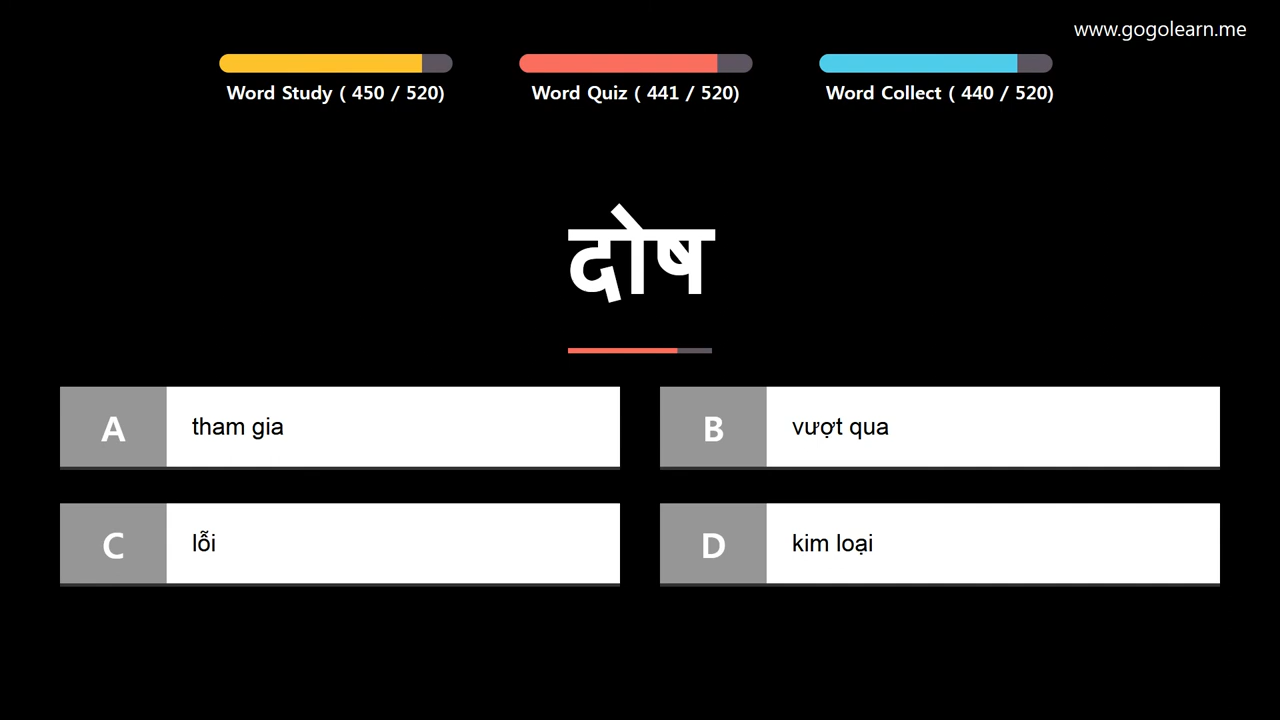 www.gogolearn.me
Word Study ( 450 / 520)
Word Quiz ( 441 / 520)
Word Collect ( 440 / 520)
दोष
A
tham gia
B
vượt qua
C
lỗi
D
kim loại